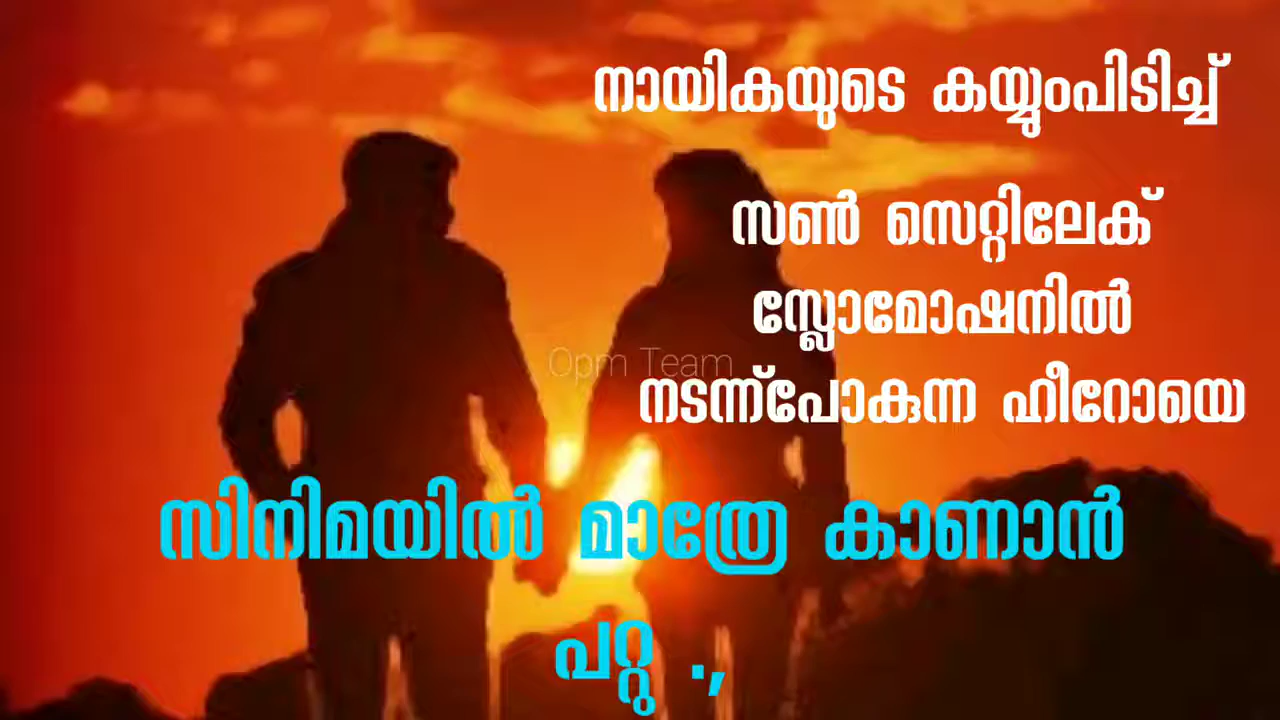 നായികയുടെ കയ്യുംപിടിച്ച്
സൺ സെറ്റിലേക്
സ്ലോമോഷനിൽ
Opm Team
നടന്ന്പോകുന്ന ഹീറോയെ
സിനിമയിൽ മാത്രേ കാണാൻ
പറ്റു .,